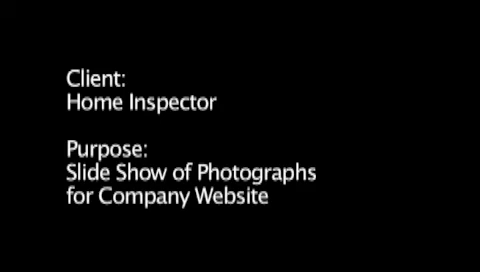 Client:
Home Inspector
Purpose:
Slide Show of Photographs
for Company Website